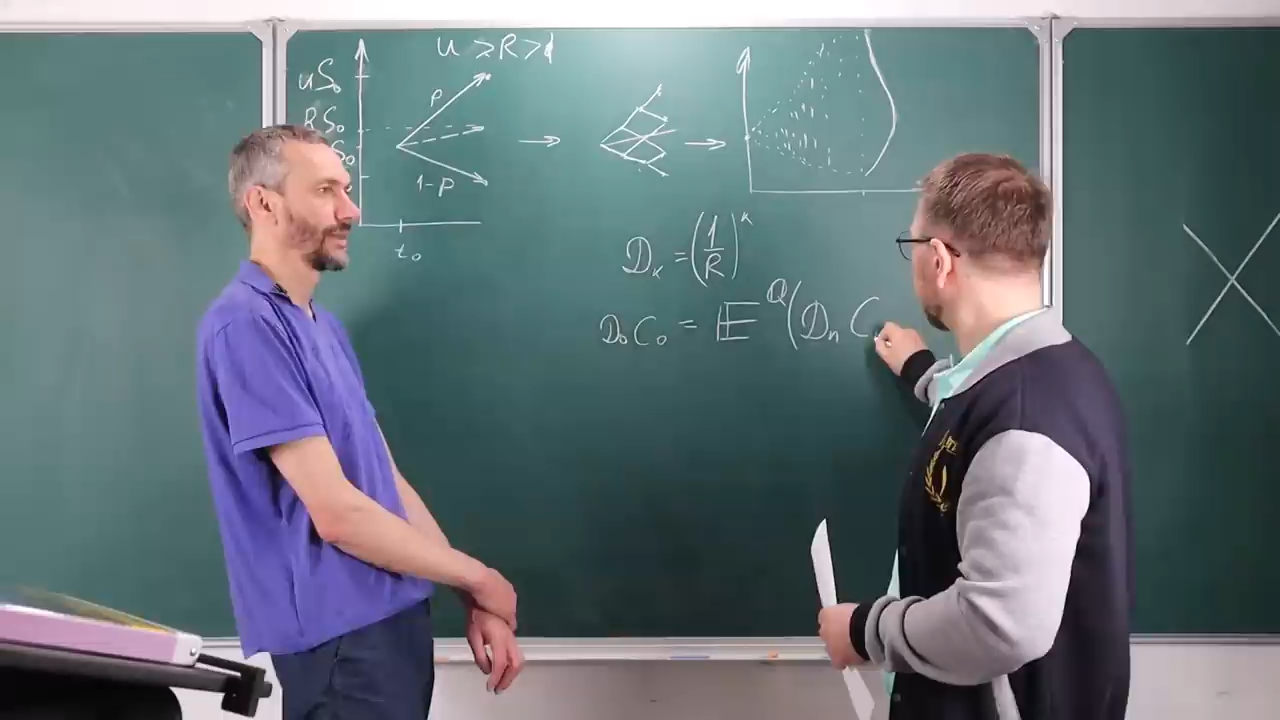 u > R > d
uS₀
RS₀
S₀
p
1-p
t₀
D_k = (1/R)^k
D₀C₀ = 𝔼^Q(D_n C